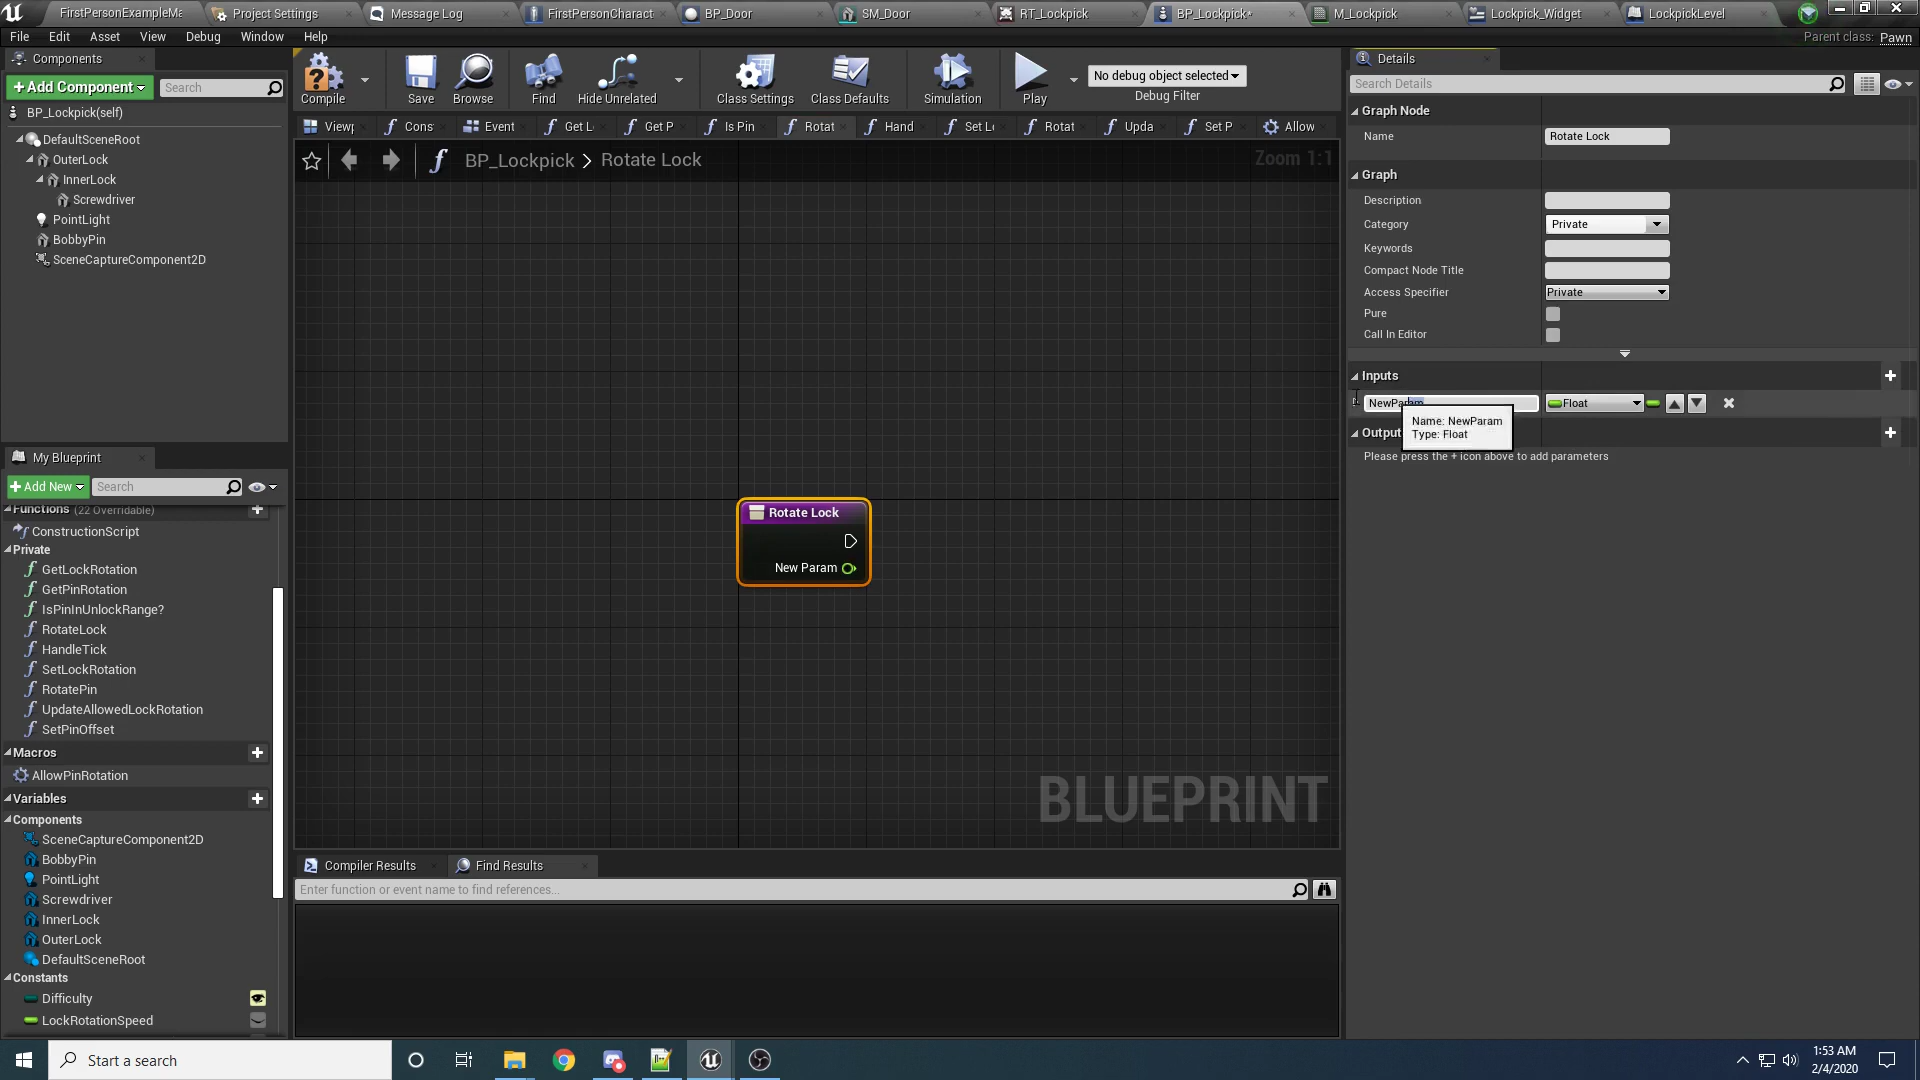 FirstPersonExampleMa
Project Settings
Message Log
FirstPersonCharact
BP_Door
SM_Door
RT_Lockpick
BP_Lockpick*
M_Lockpick
Lockpick_Widget
LockpickLevel
File Edit Asset View Debug Window Help
Parent class: Pawn
Components
+Add Component
Search
BP_Lockpick(self)
DefaultSceneRoot
OuterLock
InnerLock
Screwdriver
PointLight
BobbyPin
SceneCaptureComponent2D
My Blueprint
+Add New
Search
Functions (22 Overridable)
ConstructionScript
Private
GetLockRotation
GetPinRotation
IsPinInUnlockRange?
RotateLock
HandleTick
SetLockRotation
RotatePin
UpdateAllowedLockRotation
SetPinOffset
Macros
AllowPinRotation
Variables
Components
SceneCaptureComponent2D
BobbyPin
PointLight
Screwdriver
InnerLock
OuterLock
DefaultSceneRoot
Constants
Difficulty
LockRotationSpeed
Compile
Save
Browse
Find
Hide Unrelated
Class Settings
Class Defaults
Simulation
Play
No debug object selected
Debug Filter
Viewp
Cons
Event
Get L
Get P
Is Pin
Rotat
Hand
Set L
Rotat
Upda
Set P
Allow
BP_Lockpick > Rotate Lock
Zoom 1:1
Rotate Lock
New Param
BLUEPRINT
Compiler Results
Find Results
Enter function or event name to find references...
Details
Search Details
Graph Node
Name
Rotate Lock
Graph
Description
Category
Private
Keywords
Compact Node Title
Access Specifier
Private
Pure
Call In Editor
Inputs
NewParam
Float
Name: NewParam
Type: Float
Output
Please press the + icon above to add parameters
Start a search
1:53 AM
2/4/2020